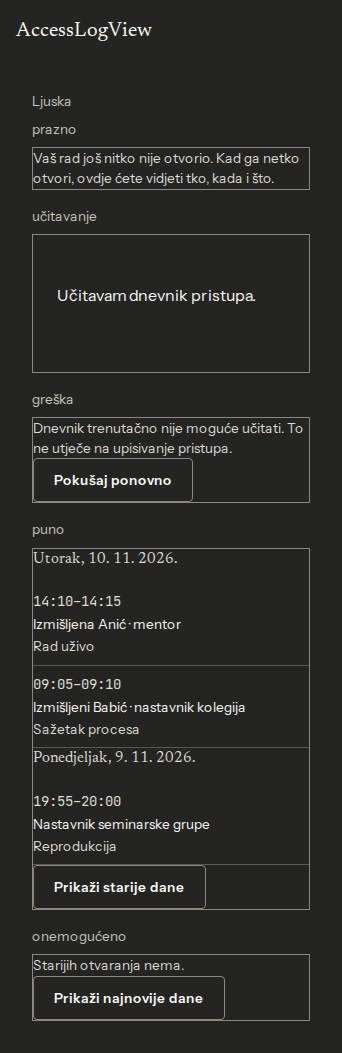 AccessLogView
Ljuska
prazno
Vaš rad još nitko nije otvorio. Kad ga netko
otvori, ovdje ćete vidjeti tko, kada i što.
učitavanje
Učitavam dnevnik pristupa.
greška
Dnevnik trenutačno nije moguće učitati. To
ne utječe na upisivanje pristupa.
Pokušaj ponovno
puno
Utorak, 10. 11. 2026.
14:10–14:15
Izmišljena Anić · mentor
Rad uživo
09:05–09:10
Izmišljeni Babić · nastavnik kolegija
Sažetak procesa
Ponedjeljak, 9. 11. 2026.
19:55–20:00
Nastavnik seminarske grupe
Reprodukcija
Prikaži starije dane
onemogućeno
Starijih otvaranja nema.
Prikaži najnovije dane